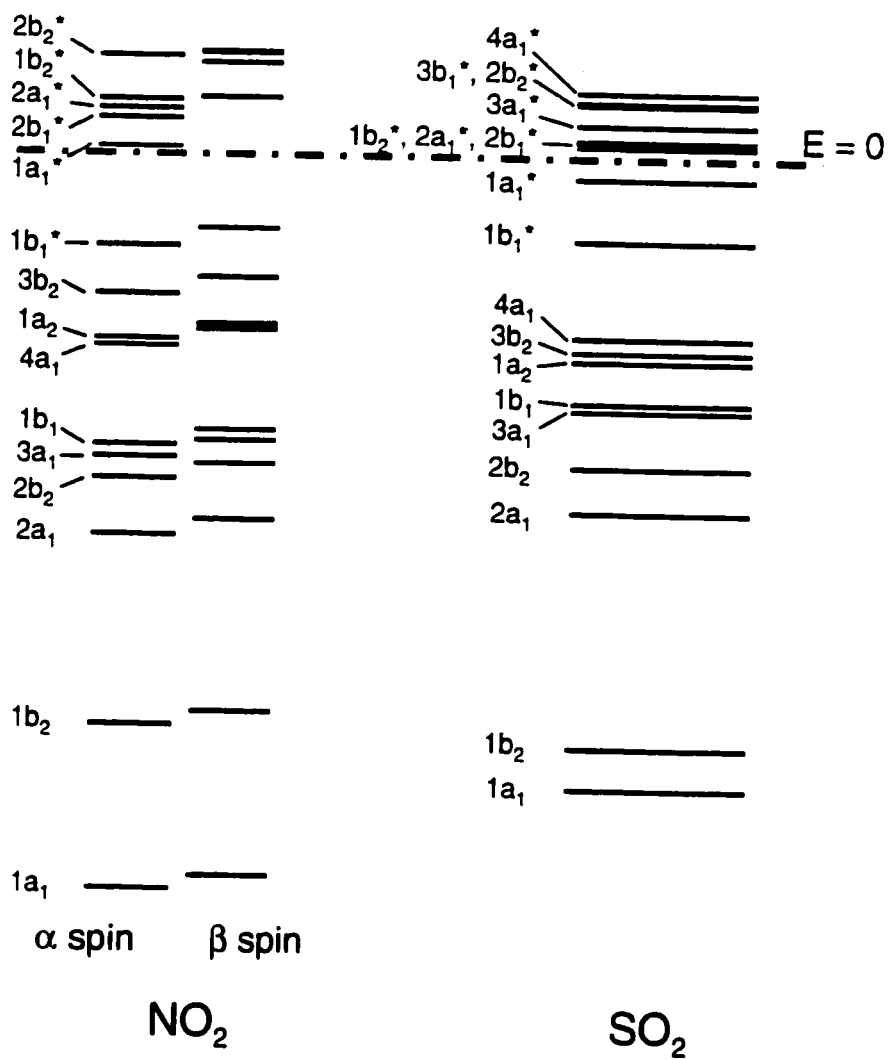 2b₂*
1b₂*
2a₁*
2b₁*
1a₁*
1b₁*
3b₂
1a₂
4a₁
1b₁
3a₁
2b₂
2a₁
1b₂
1a₁
α spin β spin
NO₂
4a₁*
3b₁*, 2b₂*
3a₁*
1b₂*, 2a₁*, 2b₁*
E = 0
1a₁*
1b₁*
4a₁
3b₂
1a₂
1b₁
3a₁
2b₂
2a₁
1b₂
1a₁
SO₂